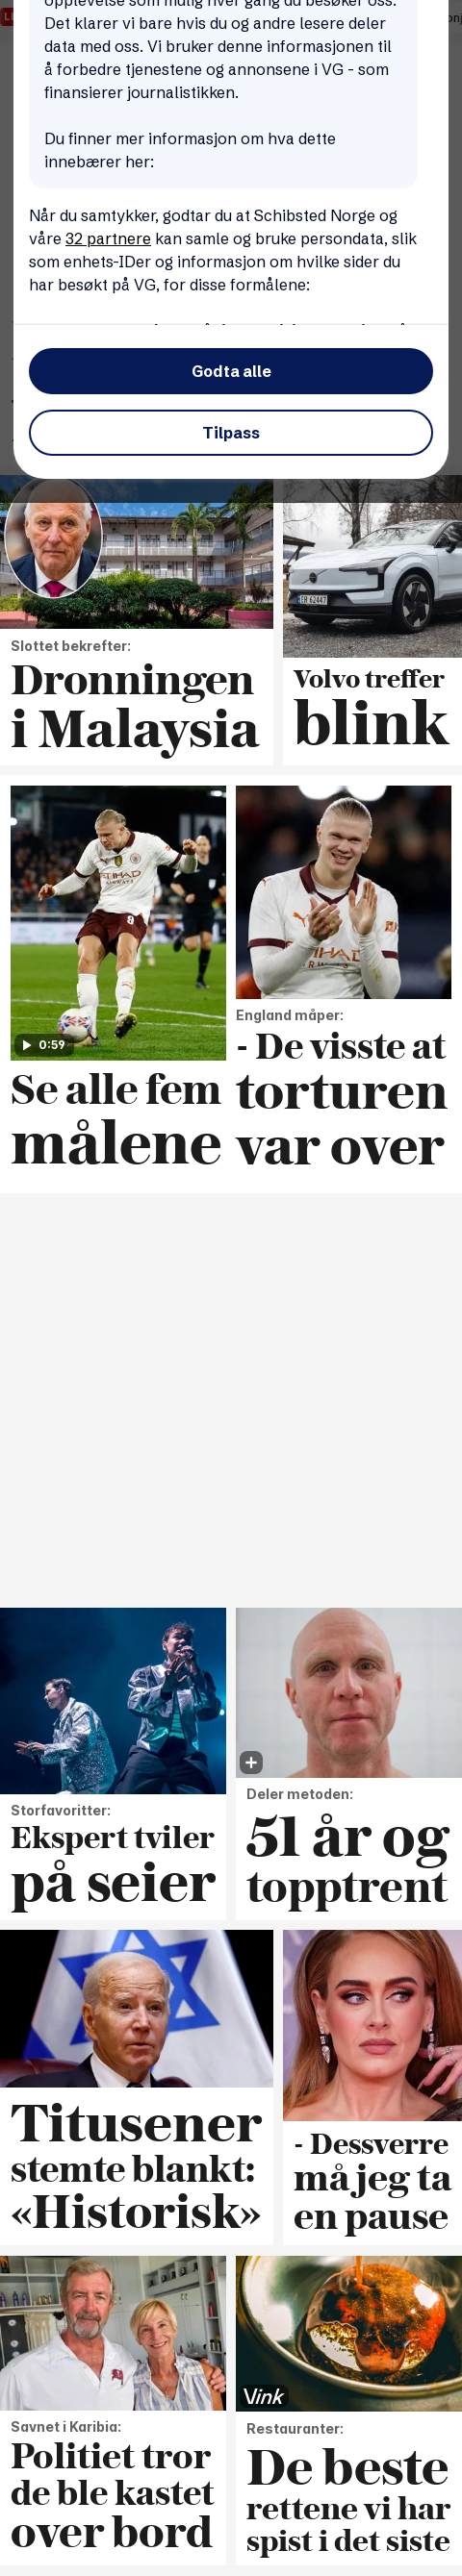 opplevelse som mulig hver gang du besøker oss.
Det klarer vi bare hvis du og andre lesere deler
data med oss. Vi bruker denne informasjonen til
å forbedre tjenestene og annonsene i VG - som
finansierer journalistikken.
Du finner mer informasjon om hva dette
innebærer her:
Når du samtykker, godtar du at Schibsted Norge og
våre 32 partnere kan samle og bruke persondata, slik
som enhets-IDer og informasjon om hvilke sider du
har besøkt på VG, for disse formålene:
Godta alle
Tilpass
Slottet bekrefter:
Dronningen
i Malaysia
EH 62447
Volvo treffer
blink
ETIHAD
AIRWAYS
0:59
Se alle fem
målene
England måper:
- De visste at
torturen
var over
Storfavoritter:
Ekspert tviler
på seier
Deler metoden:
51 år og
topptrent
Titusener
stemte blankt:
«Historisk»
- Dessverre
må jeg ta
en pause
Savnet i Karibia:
Politiet tror
de ble kastet
over bord
Vink
Restauranter:
De beste
rettene vi har
spist i det siste